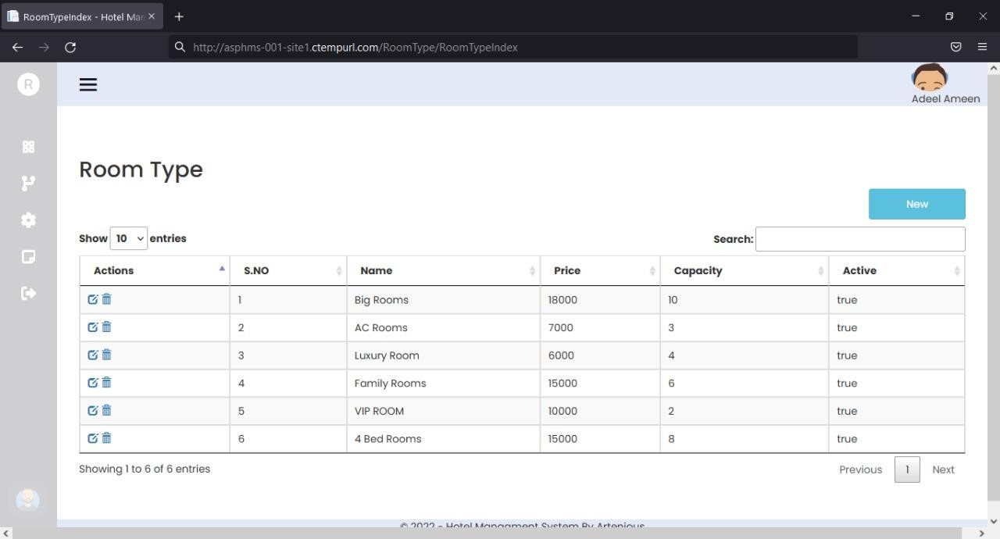 RoomTypeIndex - Hotel Man
http://asphms-001-site1.ctempurl.com/RoomType/RoomTypeIndex
R
Adeel Ameen
Room Type
New
Show 10 entries
Search:
Actions S.NO Name Price Capacity Active
1 Big Rooms 18000 10 true
2 AC Rooms 7000 3 true
3 Luxury Room 6000 4 true
4 Family Rooms 15000 6 true
5 VIP ROOM 10000 2 true
6 4 Bed Rooms 15000 8 true
Showing 1 to 6 of 6 entries
Previous 1 Next
© 2022 - Hotel Managment System By Artenious